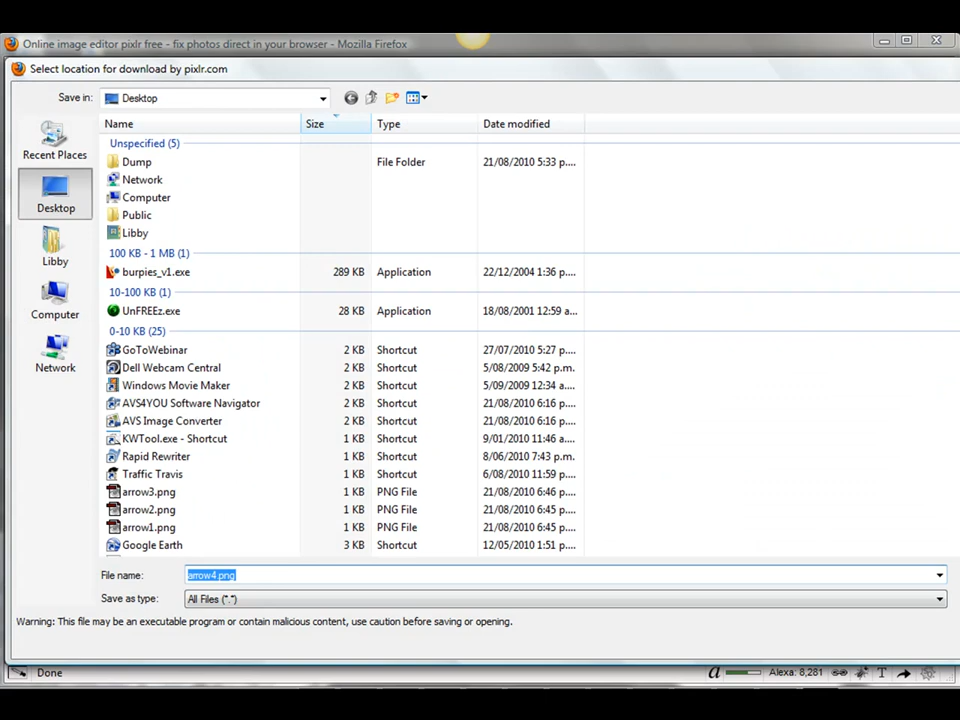 Online image editor pixlr free - fix photos direct in your browser - Mozilla Firefox
Select location for download by pixlr.com
Save in: Desktop
Name Size Type Date modified
Recent Places
Desktop
Libby
Computer
Network
Unspecified (5)
Dump File Folder 21/08/2010 5:33 p....
Network
Computer
Public
Libby
100 KB - 1 MB (1)
burpies_v1.exe 289 KB Application 22/12/2004 1:36 p....
10-100 KB (1)
UnFREEz.exe 28 KB Application 18/08/2001 12:59 a...
0-10 KB (25)
GoToWebinar 2 KB Shortcut 27/07/2010 5:27 p....
Dell Webcam Central 2 KB Shortcut 5/08/2009 5:42 p.m.
Windows Movie Maker 2 KB Shortcut 5/09/2009 12:34 a....
AVS4YOU Software Navigator 2 KB Shortcut 21/08/2010 6:16 p....
AVS Image Converter 2 KB Shortcut 21/08/2010 6:16 p....
KWTool.exe - Shortcut 1 KB Shortcut 9/01/2010 11:46 a....
Rapid Rewriter 1 KB Shortcut 8/06/2010 7:43 p.m.
Traffic Travis 1 KB Shortcut 6/08/2010 11:59 p....
arrow3.png 1 KB PNG File 21/08/2010 6:46 p....
arrow2.png 1 KB PNG File 21/08/2010 6:45 p....
arrow1.png 1 KB PNG File 21/08/2010 6:45 p....
Google Earth 3 KB Shortcut 12/05/2010 1:51 p....
File name: arrow4.png
Save as type: All Files (*.*)
Warning: This file may be an executable program or contain malicious content, use caution before saving or opening.
Done a Alexa: 8,281 T